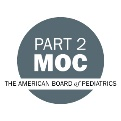 PART 2
MOC
THE AMERICAN BOARD of PEDIATRICS